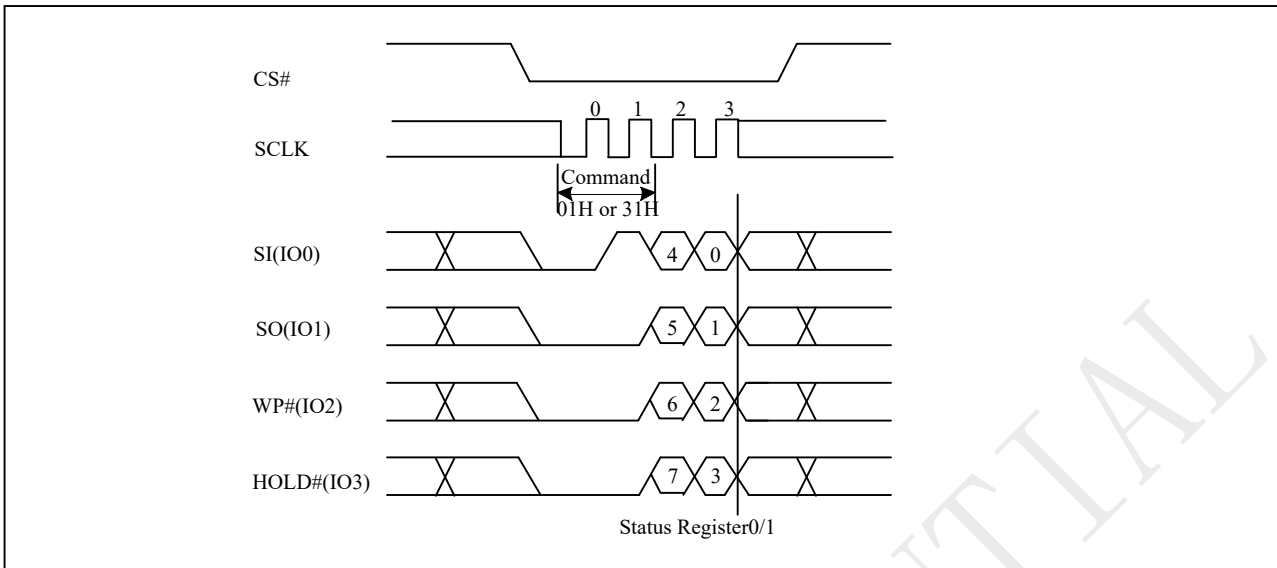 CS#
0 1 2 3
SCLK
Command
01H or 31H
SI(IO0) 4 0
SO(IO1) 5 1
WP#(IO2) 6 2
HOLD#(IO3) 7 3
Status Register0/1
NTIAL